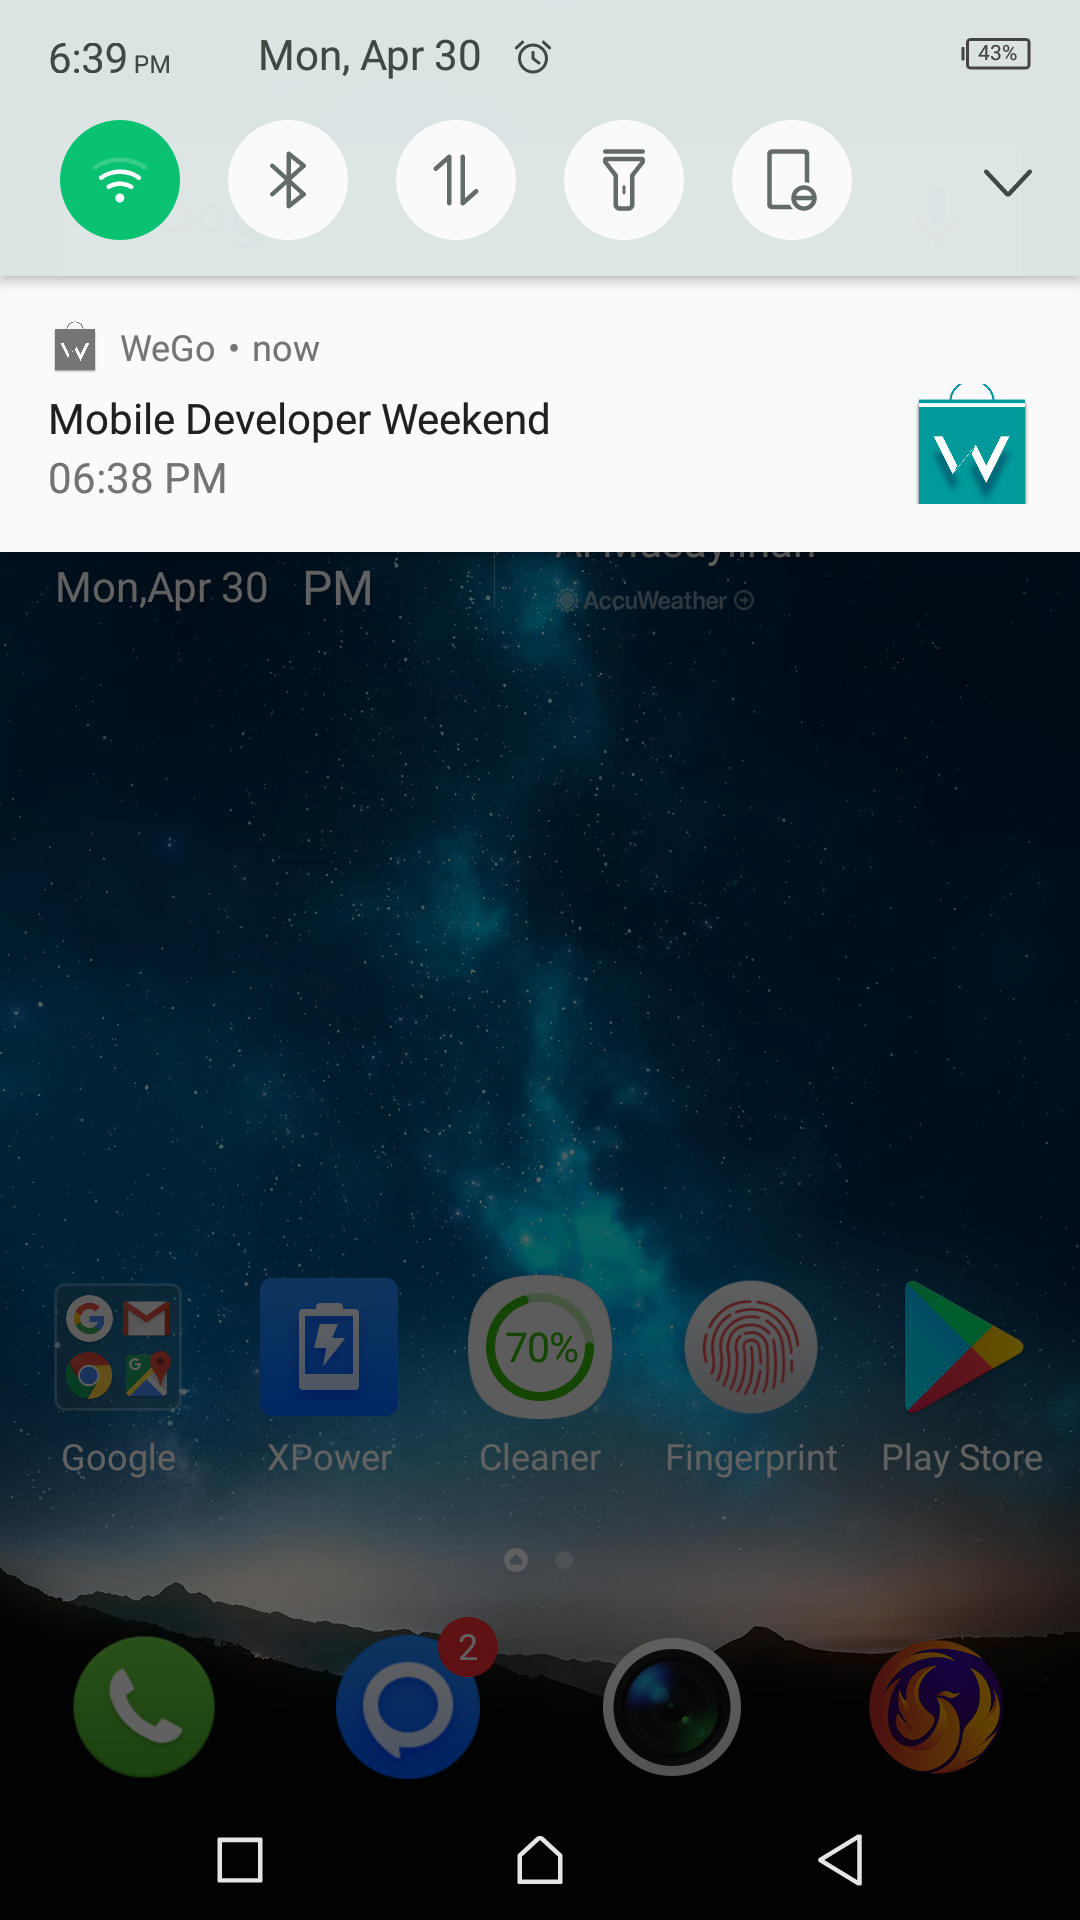 6:39 PM Mon, Apr 30 43%
WeGo • now
Mobile Developer Weekend
06:38 PM
Mon,Apr 30 PM
AccuWeather
70%
Google XPower Cleaner Fingerprint Play Store
2